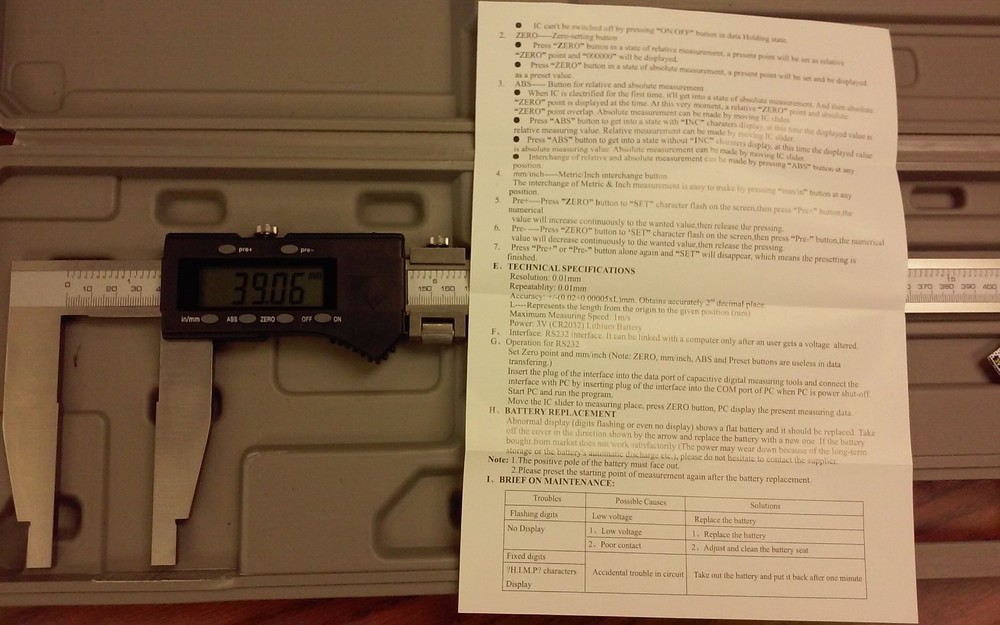 ● IC can't be switched off by pressing "ON/OFF" button in data Holding state.
2. ZERO----Zero-setting button
● Press "ZERO" button in a state of relative measurement, a present point will be set as relative
"ZERO" point and "000000" will be displayed.
● Press "ZERO" button in a state of absolute measurement, a present point will be set and be displayed
as a preset value.
3. ABS---- Button for relative and absolute measurement
● When IC is electrified for the first time, it'll get into a state of absolute measurement. And then absolute
"ZERO" point is displayed at the time. At this very moment, a relative "ZERO" point and absolute
"ZERO" point overlap. Absolute measurement can be made by moving IC slider.
● Press "ABS" button to get into a state with "INC" charaters display, at this time the displayed value is
relative measuring value. Relative measurement can be made by moving IC slider.
● Press "ABS" button to get into a state without "INC" charaters display, at this time the displayed value
is absolute measuring value. Absolute measurement can be made by moving IC slider.
● Interchange of relative and absolute measurement can be made by pressing "ABS" button at any
position.
4. mm/inch----Metric/Inch interchange button
The interchange of Metric & Inch measurement is easy to make by pressing "mm/in" button at any
position.
5. Pre+----Press "ZERO" button to "SET" character flash on the screen,then press "Pre+" button,the
numerical
value will increase continuously to the wanted value,then release the pressing.
6. Pre- ----Press "ZERO" button to "SET" character flash on the screen,then press "Pre-" button,the numerical
value will decrease continuously to the wanted value,then release the pressing.
7. Press "Pre+" or "Pre-" button alone again and "SET" will disappear, which means the presetting is
finished.
E、TECHNICAL SPECIFICATIONS
Resolution: 0.01mm
Repeatablity: 0.01mm
Accuracy: +/-(0.02+0.00005xL)mm. Obtains accurately 2nd decimal place
L----Represents the length from the origin to the given position (mm)
Maximum Measuring Speed: 1m/s
Power: 3V (CR2032) Lithium Battery
F、Interface: RS232 interface. It can be linked with a computer only after an user gets a voltage altered.
G、Operation for RS232
Set Zero point and mm/inch (Note: ZERO, mm/inch, ABS and Preset buttons are useless in data
transfering.)
Insert the plug of the interface into the data port of capacitive digital measuring tools and connect the
interface with PC by inserting plug of the interface into the COM port of PC when PC is power shut-off.
Start PC and run the program.
Move the IC slider to measuring place, press ZERO button, PC display the present measuring data
H、BATTERY REPLACEMENT
Abnormal display (digits flashing or even no display) shows a flat battery and it should be replaced. Take
off the cover in the direction shown by the arrow and replace the battery with a new one. If the battery
bought from market does not work satisfactorily (The power may wear down because of the long-term
storage or the battery's automatic discharge etc.), please do not hesitate to contact the supplier.
Note: 1.The positive pole of the battery must face out.
2.Please preset the starting point of measurement again after the battery replacement.
I、BRIEF ON MAINTENANCE:
Troubles Possible Causes Solutions
Flashing digits Low voltage Replace the battery
No Display 1、Low voltage 1、Replace the battery
2、Poor contact 2、Adjust and clean the battery seat
Fixed digits
?H.I.M.P? characters Accidental trouble in circuit Take out the battery and put it back after one minute
Display
pre+ pre-
39.06 mm
in/mm ABS ZERO OFF ON
0 10 20 30 40
150 160
370 380 390 400
15